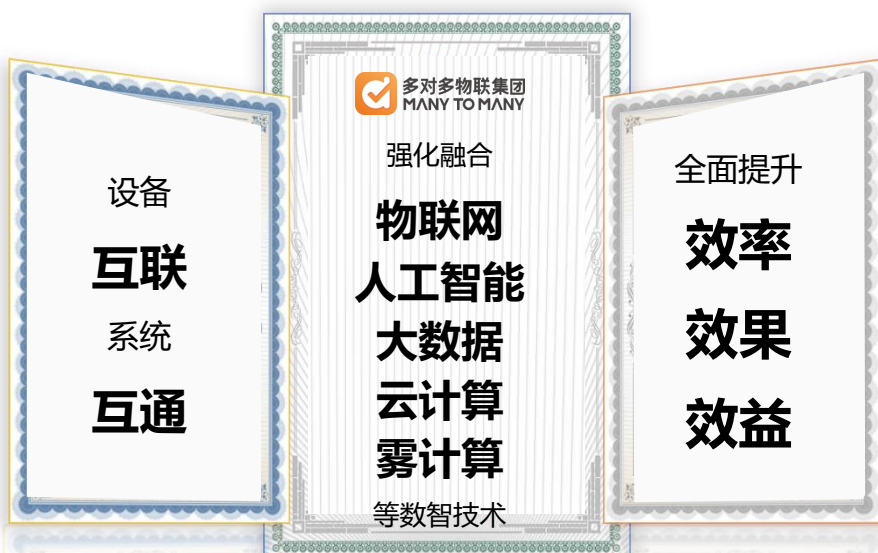 设备
互联
系统
互通
多对多物联集团
MANY TO MANY
强化融合
物联网
人工智能
大数据
云计算
雾计算
等数智技术
全面提升
效率
效果
效益